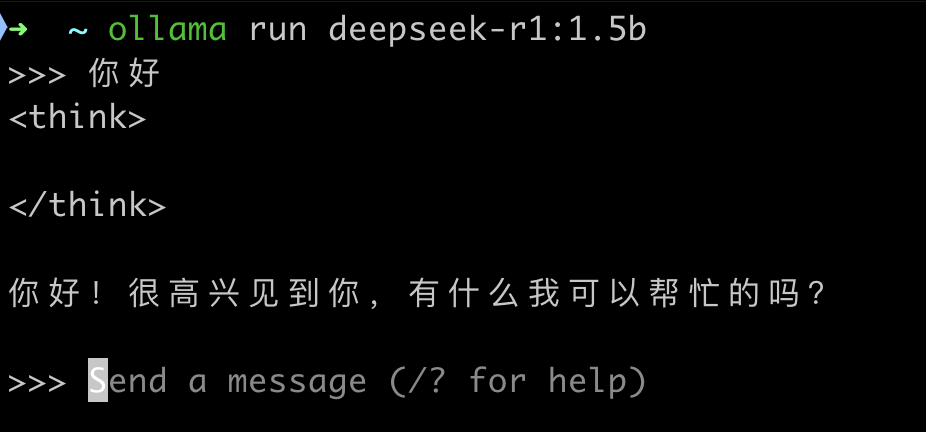 ➜ ~ ollama run deepseek-r1:1.5b
>>> 你好
<think>
</think>
你好！很高兴见到你，有什么我可以帮忙的吗？
>>> Send a message (/? for help)